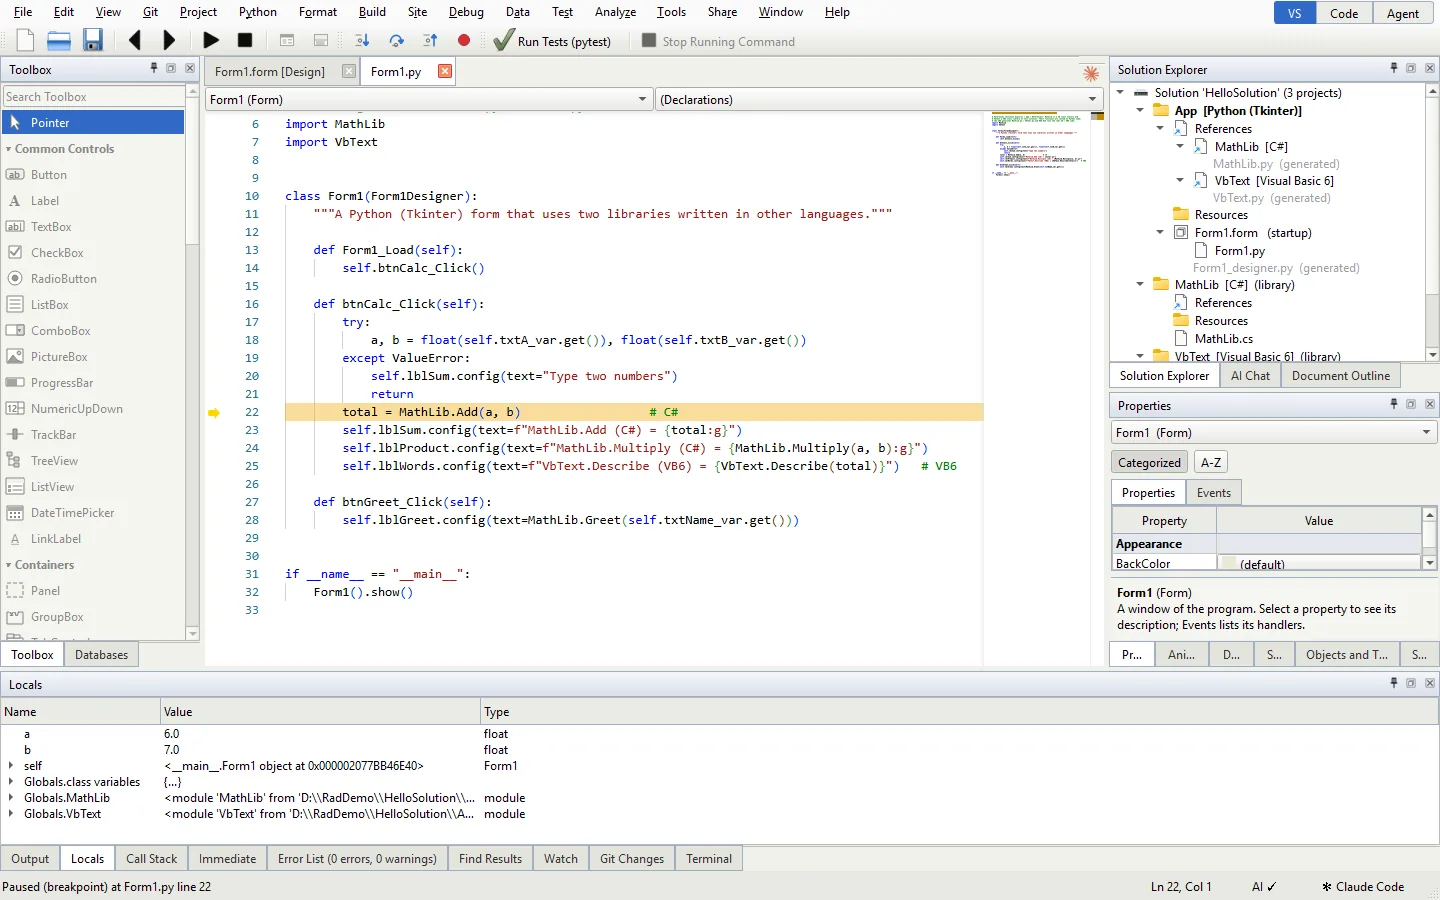 File Edit View Git Project Python Format Build Site Debug Data Test Analyze Tools Share Window Help
VS Code Agent
Run Tests (pytest) Stop Running Command
Toolbox
Search Toolbox
Pointer
Common Controls
Button
Label
TextBox
CheckBox
RadioButton
ListBox
ComboBox
PictureBox
ProgressBar
NumericUpDown
TrackBar
TreeView
ListView
DateTimePicker
LinkLabel
Containers
Panel
GroupBox
Toolbox Databases
Form1.form [Design] Form1.py
Form1 (Form) (Declarations)
6 import MathLib
7 import VbText
8
9
10 class Form1(Form1Designer):
11 """A Python (Tkinter) form that uses two libraries written in other languages."""
12
13 def Form1_Load(self):
14 self.btnCalc_Click()
15
16 def btnCalc_Click(self):
17 try:
18 a, b = float(self.txtA_var.get()), float(self.txtB_var.get())
19 except ValueError:
20 self.lblSum.config(text="Type two numbers")
21 return
22 total = MathLib.Add(a, b) # C#
23 self.lblSum.config(text=f"MathLib.Add (C#) = {total:g}")
24 self.lblProduct.config(text=f"MathLib.Multiply (C#) = {MathLib.Multiply(a, b):g}")
25 self.lblWords.config(text=f"VbText.Describe (VB6) = {VbText.Describe(total)}") # VB6
26
27 def btnGreet_Click(self):
28 self.lblGreet.config(text=MathLib.Greet(self.txtName_var.get()))
29
30
31 if __name__ == "__main__":
32 Form1().show()
33
Solution Explorer
Solution 'HelloSolution' (3 projects)
App [Python (Tkinter)]
References
MathLib [C#]
MathLib.py (generated)
VbText [Visual Basic 6]
VbText.py (generated)
Resources
Form1.form (startup)
Form1.py
Form1_designer.py (generated)
MathLib [C#] (library)
References
Resources
MathLib.cs
VbText [Visual Basic 6] (library)
Solution Explorer AI Chat Document Outline
Properties
Form1 (Form)
Categorized A-Z
Properties Events
Property Value
Appearance
BackColor (default)
Form1 (Form)
A window of the program. Select a property to see its
description; Events lists its handlers.
Pr... Ani... D... S... Objects and T... S...
Locals
Name Value Type
a 6.0 float
b 7.0 float
self <__main__.Form1 object at 0x000002077BB46E40> Form1
Globals.class variables {...}
Globals.MathLib <module 'MathLib' from 'D:\\RadDemo\\HelloSolution\\... module
Globals.VbText <module 'VbText' from 'D:\\RadDemo\\HelloSolution\\A... module
Output Locals Call Stack Immediate Error List (0 errors, 0 warnings) Find Results Watch Git Changes Terminal
Paused (breakpoint) at Form1.py line 22 Ln 22, Col 1 AI ✓ ✻ Claude Code